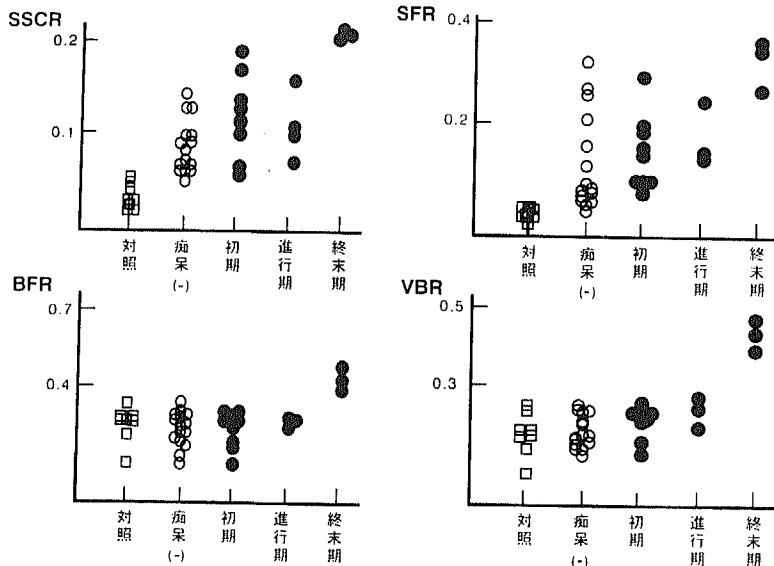 SSCR
0.2
0.1
対照
痴呆(-)
初期
進行期
終末期
SFR
0.4
0.2
対照
痴呆(-)
初期
進行期
終末期
BFR
0.7
0.4
対照
痴呆(-)
初期
進行期
終末期
VBR
0.5
0.3
対照
痴呆(-)
初期
進行期
終末期